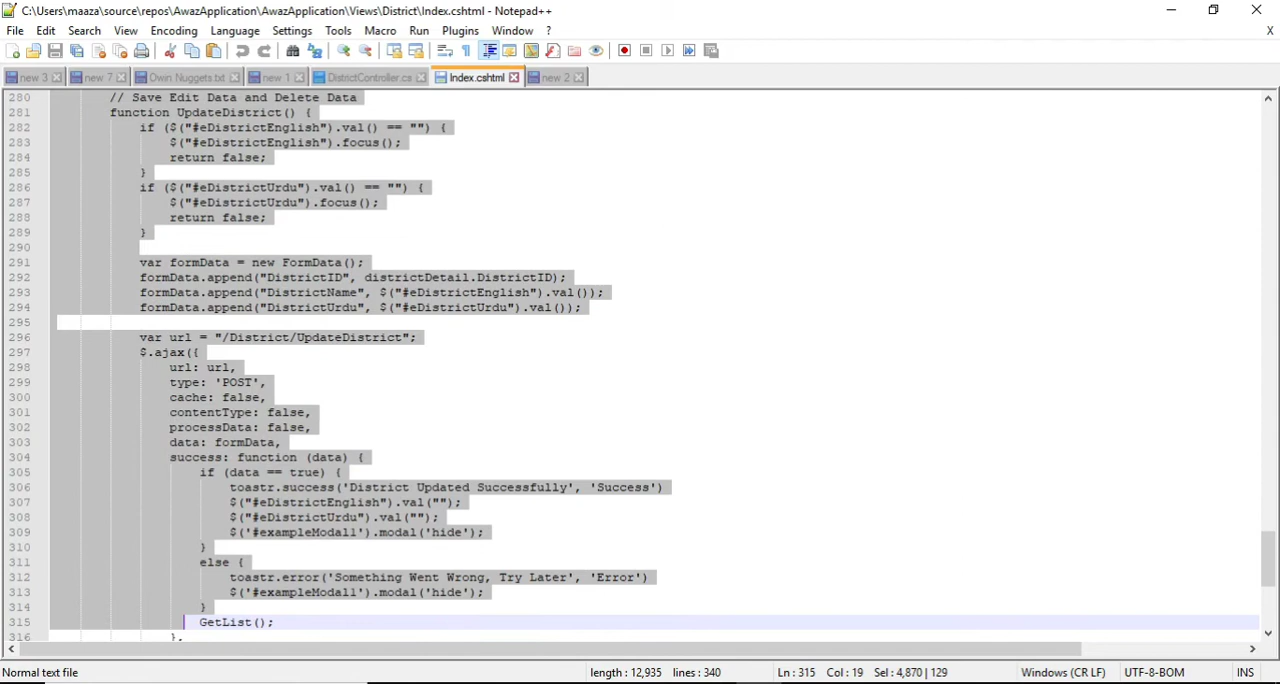 C:\Users\maaza\source\repos\AwazApplication\AwazApplication\Views\District\Index.cshtml - Notepad++
File Edit Search View Encoding Language Settings Tools Macro Run Plugins Window ? X
new 3 new 7 Own Nuggets.txt new 1 DistrictController.cs Index.cshtml new 2
280 // Save Edit Data and Delete Data
281 function UpdateDistrict() {
282 if ($("#eDistrictEnglish").val() == "") {
283 $("#eDistrictEnglish").focus();
284 return false;
285 }
286 if ($("#eDistrictUrdu").val() == "") {
287 $("#eDistrictUrdu").focus();
288 return false;
289 }
290
291 var formData = new FormData();
292 formData.append("DistrictID", districtDetail.DistrictID);
293 formData.append("DistrictName", $("#eDistrictEnglish").val());
294 formData.append("DistrictUrdu", $("#eDistrictUrdu").val());
295
296 var url = "/District/UpdateDistrict";
297 $.ajax({
298 url: url,
299 type: 'POST',
300 cache: false,
301 contentType: false,
302 processData: false,
303 data: formData,
304 success: function (data) {
305 if (data == true) {
306 toastr.success('District Updated Successfully', 'Success')
307 $("#eDistrictEnglish").val("");
308 $("#eDistrictUrdu").val("");
309 $('#exampleModal1').modal('hide');
310 }
311 else {
312 toastr.error('Something Went Wrong, Try Later', 'Error')
313 $('#exampleModal1').modal('hide');
314 }
315 GetList();
316 },
Normal text file length : 12,935 lines : 340 Ln : 315 Col : 19 Sel : 4,870 | 129 Windows (CR LF) UTF-8-BOM INS